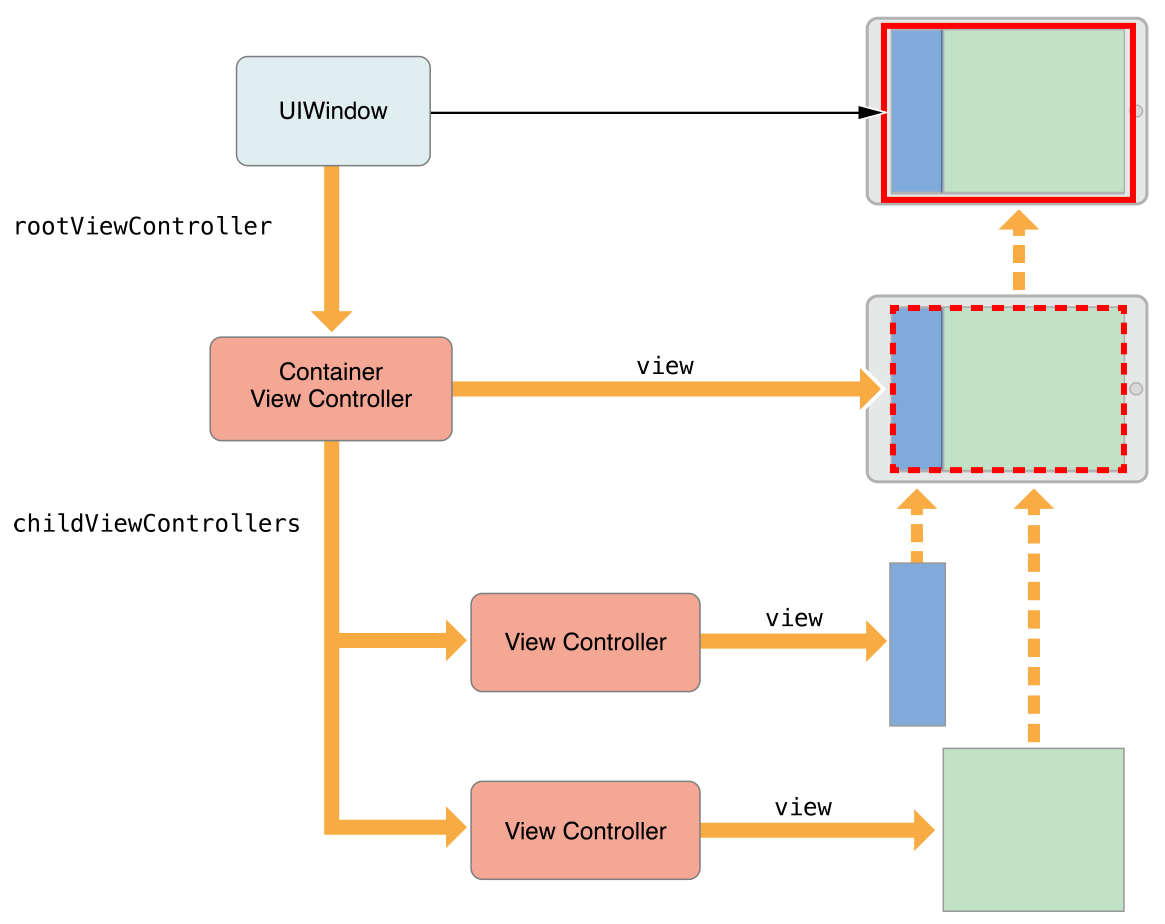 UIWindow
rootViewController
Container
View Controller
view
childViewControllers
View Controller
view
View Controller
view